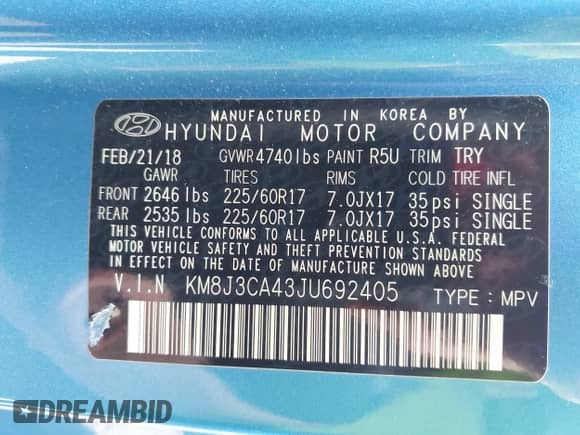 MANUFACTURED IN KOREA BY
HYUNDAI MOTOR COMPANY
FEB/21/18 GVWR 4740lbs PAINT R5U TRIM TRY
GAWR TIRES RIMS COLD TIRE INFL
FRONT 2646 lbs 225/60R17 7.0JX17 35psi SINGLE
REAR 2535 lbs 225/60R17 7.0JX17 35psi SINGLE
THIS VEHICLE CONFORMS TO ALL APPLICABLE U.S.A. FEDERAL
MOTOR VEHICLE SAFETY AND THEFT PREVENTION STANDARDS
IN EFFECT ON THE DATE OF MANUFACTURE SHOWN ABOVE.
V.I.N KM8J3CA43JU692405 TYPE : MPV
DREAMBID